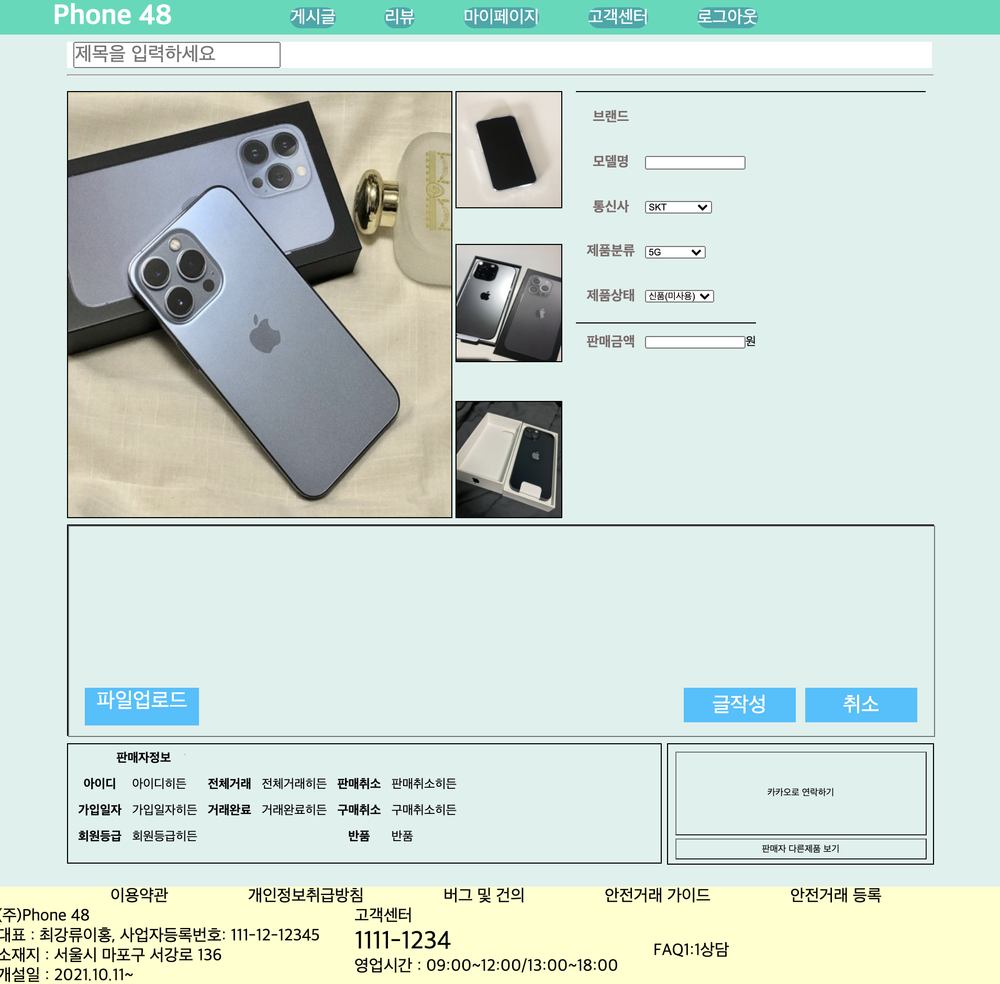 Phone 48 게시글 리뷰 마이페이지 고객센터 로그아웃
제목을 입력하세요
브랜드
모델명
통신사 SKT
제품분류 5G
제품상태 신품(미사용)
판매금액 원
파일업로드 글작성 취소
판매자정보
아이디 아이디히든 전체거래 전체거래히든 판매취소 판매취소히든
가입일자 가입일자히든 거래완료 거래완료히든 구매취소 구매취소히든
회원등급 회원등급히든 반품 반품
카카오로 연락하기
판매자 다른제품 보기
이용약관 개인정보취급방침 버그 및 건의 안전거래 가이드 안전거래 등록
(주)Phone 48
대표 : 최강류이홍, 사업자등록번호: 111-12-12345
소재지 : 서울시 마포구 서강로 136
개설일 : 2021.10.11~
고객센터
1111-1234
영업시간 : 09:00~12:00/13:00~18:00
FAQ1:1상담